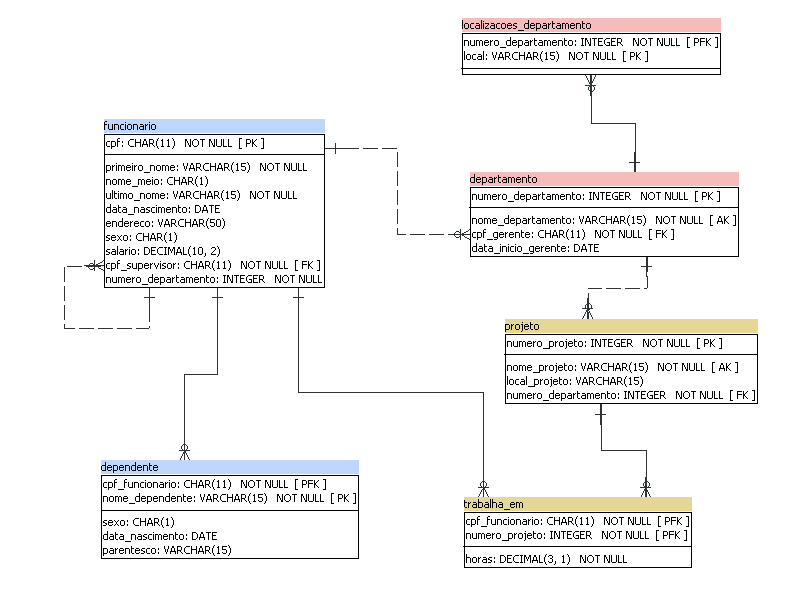 localizacoes_departamento
numero_departamento: INTEGER NOT NULL [ PFK ]
local: VARCHAR(15) NOT NULL [ PK ]
funcionario
cpf: CHAR(11) NOT NULL [ PK ]
primeiro_nome: VARCHAR(15) NOT NULL
nome_meio: CHAR(1)
ultimo_nome: VARCHAR(15) NOT NULL
data_nascimento: DATE
endereco: VARCHAR(50)
sexo: CHAR(1)
salario: DECIMAL(10, 2)
cpf_supervisor: CHAR(11) NOT NULL [ FK ]
numero_departamento: INTEGER NOT NULL
departamento
numero_departamento: INTEGER NOT NULL [ PK ]
nome_departamento: VARCHAR(15) NOT NULL [ AK ]
cpf_gerente: CHAR(11) NOT NULL [ FK ]
data_inicio_gerente: DATE
projeto
numero_projeto: INTEGER NOT NULL [ PK ]
nome_projeto: VARCHAR(15) NOT NULL [ AK ]
local_projeto: VARCHAR(15)
numero_departamento: INTEGER NOT NULL [ FK ]
dependente
cpf_funcionario: CHAR(11) NOT NULL [ PFK ]
nome_dependente: VARCHAR(15) NOT NULL [ PK ]
sexo: CHAR(1)
data_nascimento: DATE
parentesco: VARCHAR(15)
trabalha_em
cpf_funcionario: CHAR(11) NOT NULL [ PFK ]
numero_projeto: INTEGER NOT NULL [ PFK ]
horas: DECIMAL(3, 1) NOT NULL